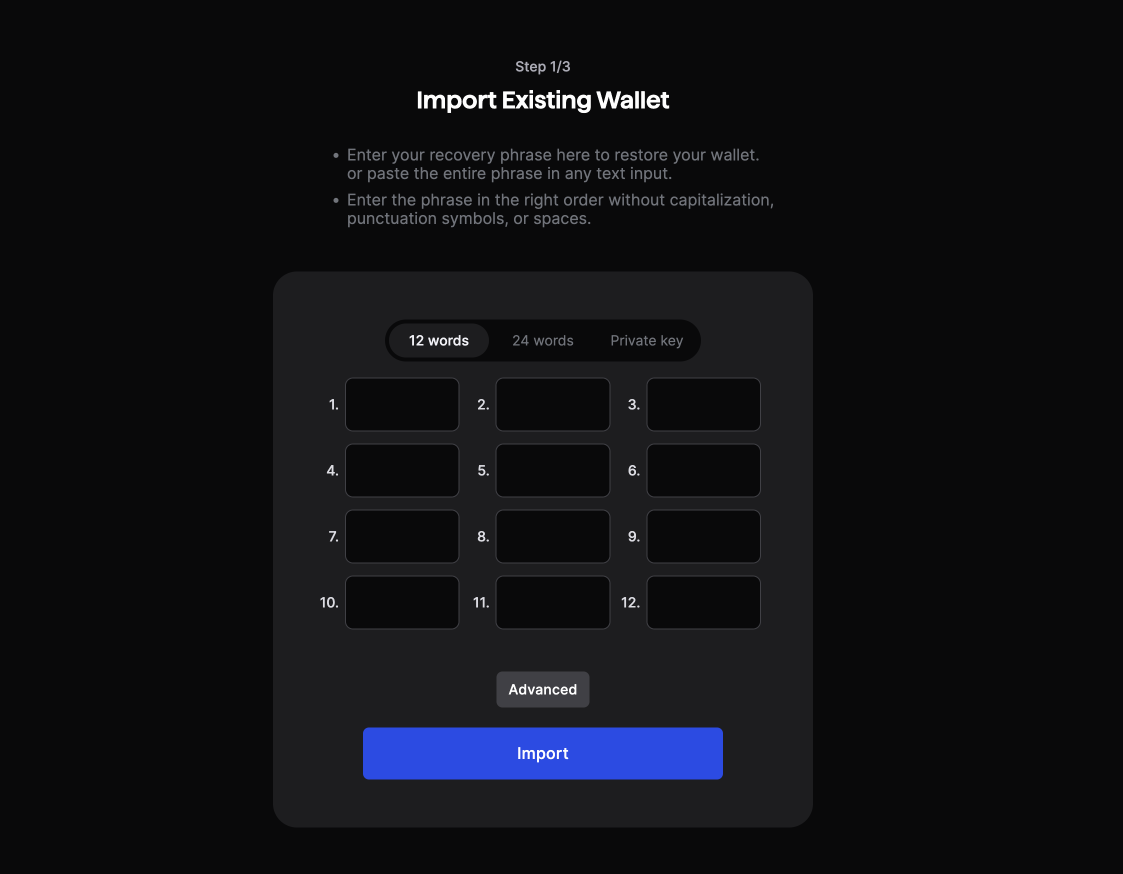 Step 1/3
Import Existing Wallet
• Enter your recovery phrase here to restore your wallet.
or paste the entire phrase in any text input.
• Enter the phrase in the right order without capitalization,
punctuation symbols, or spaces.
12 words 24 words Private key
1. 2. 3.
4. 5. 6.
7. 8. 9.
10. 11. 12.
Advanced
Import